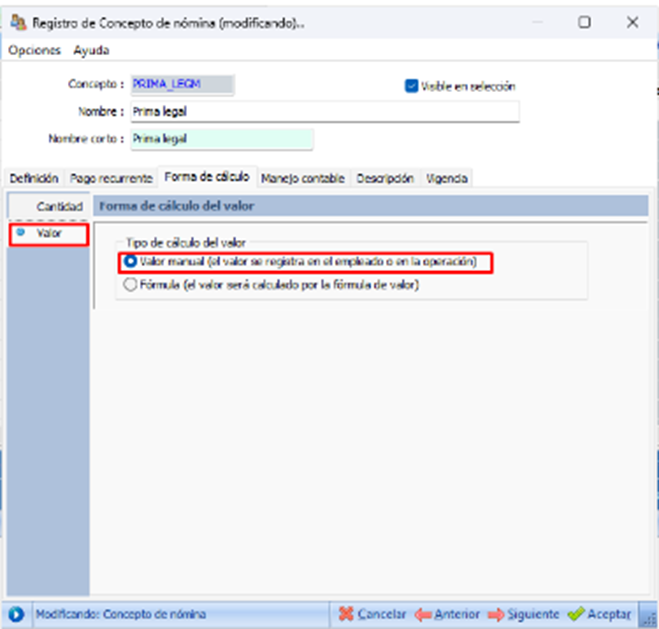 Registro de Concepto de nómina (modificando)..
Opciones Ayuda
Concepto : PRIMA_LEGM Visible en selección
Nombre : Prima legal
Nombre corto : Prima legal
Definición Pago recurrente Forma de cálculo Manejo contable Descripción Vigencia
Cantidad Forma de cálculo del valor
Valor
Tipo de cálculo del valor
Valor manual (el valor se registra en el empleado o en la operación)
Fórmula (el valor será calculado por la fórmula de valor)
Modificando: Concepto de nómina Cancelar Anterior Siguiente Aceptar